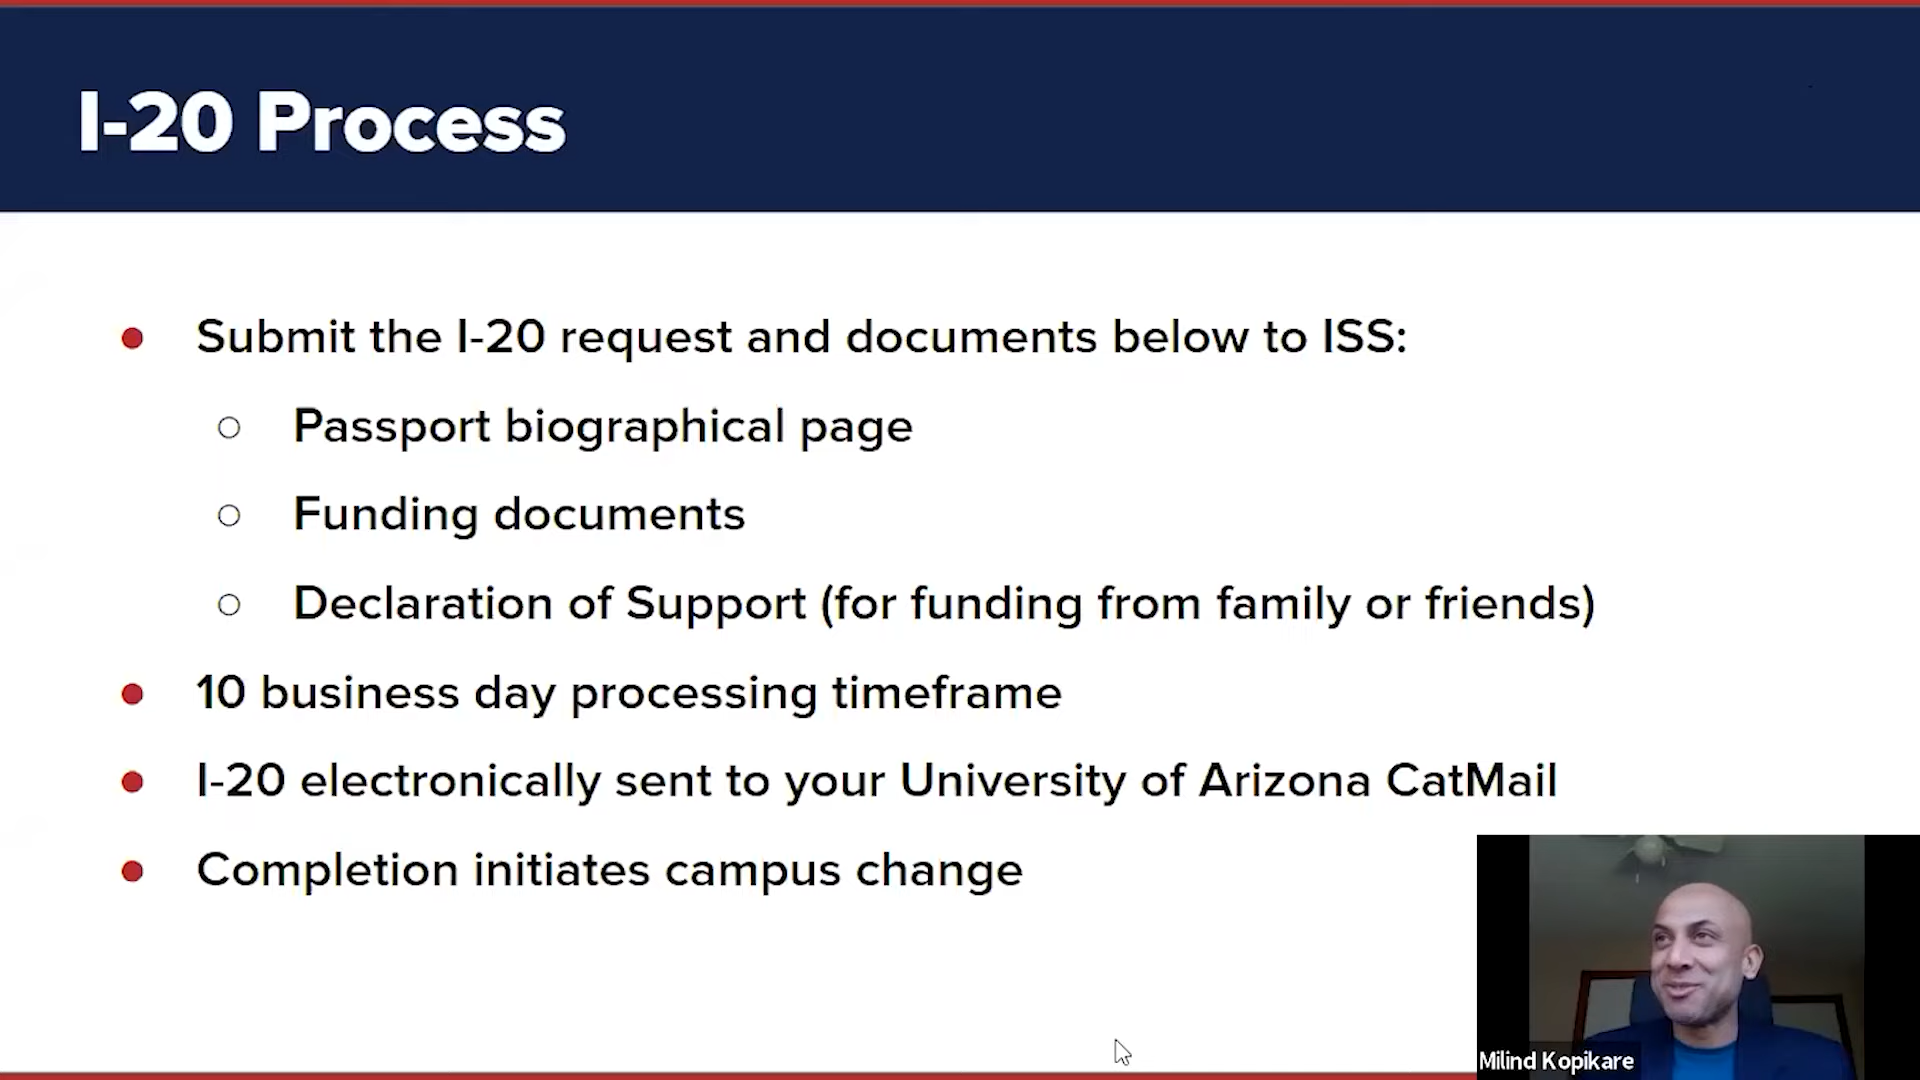 I-20 Process
Submit the I-20 request and documents below to ISS:
Passport biographical page
Funding documents
Declaration of Support (for funding from family or friends)
10 business day processing timeframe
I-20 electronically sent to your University of Arizona CatMail
Completion initiates campus change
Milind Kopikare